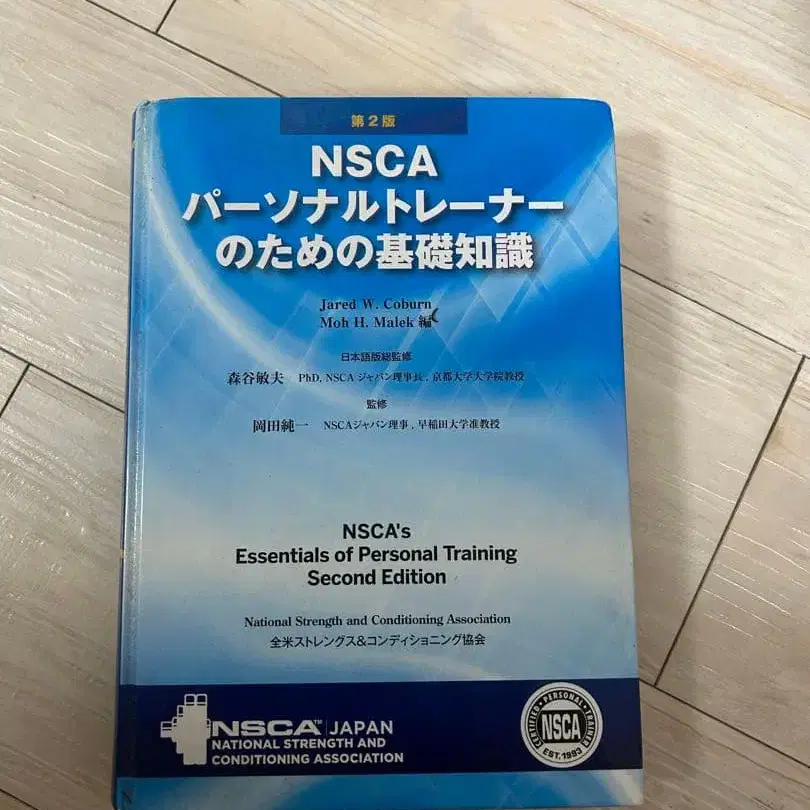 第2版
NSCA
パーソナルトレーナー
のための基礎知識
Jared W. Coburn
Moh H. Malek 編
日本語版総監修
森谷敏夫 PhD, NSCA ジャパン理事長, 京都大学大学院教授
監修
岡田純一 NSCAジャパン理事, 早稲田大学准教授
NSCA's
Essentials of Personal Training
Second Edition
National Strength and Conditioning Association
全米ストレングス&コンディショニング協会
NSCA™ JAPAN
NATIONAL STRENGTH AND
CONDITIONING ASSOCIATION
CERTIFIED • PERSONAL • TRAINER
NSCA
EST. 1993